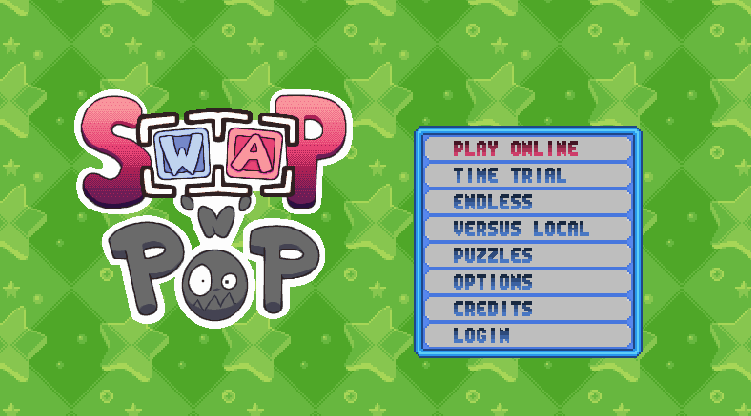 SWAP
N
POP
PLAY ONLINE
TIME TRIAL
ENDLESS
VERSUS LOCAL
PUZZLES
OPTIONS
CREDITS
LOGIN